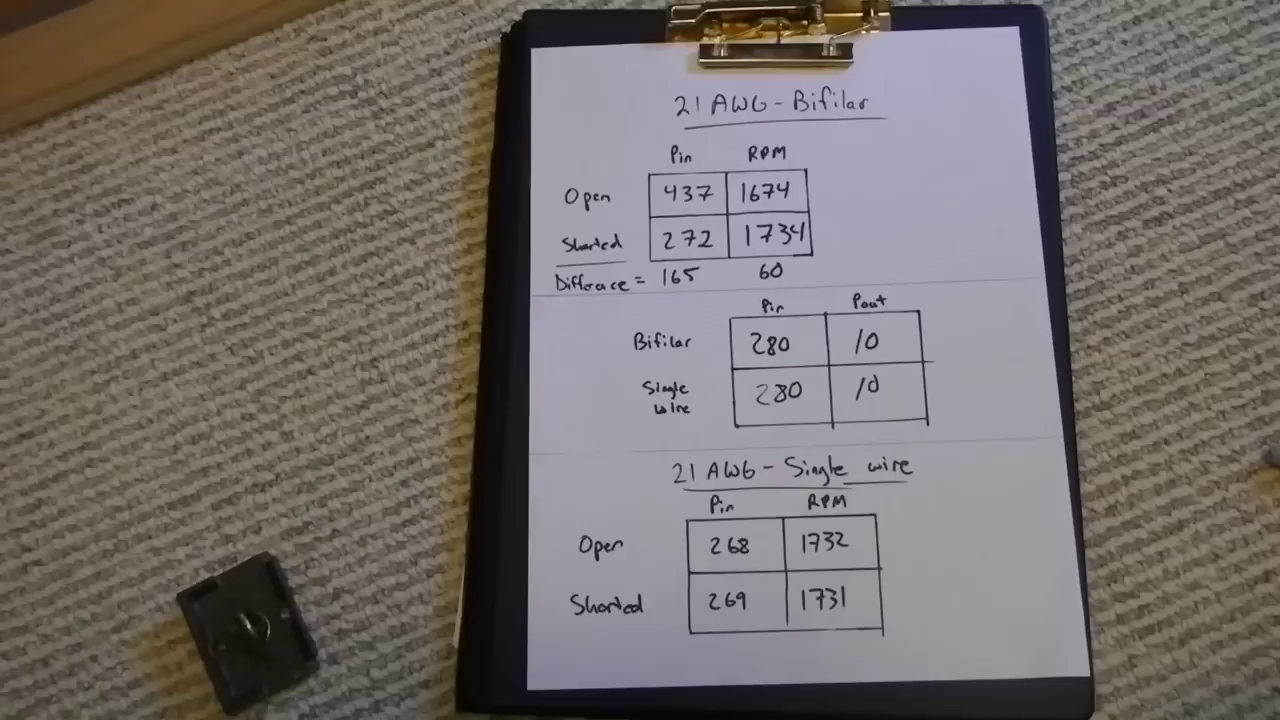 21 AWG - Bifilar
Pin RPM
Open 437 1674
Shorted 272 1734
Difference = 165 60
Pin Pout
Bifilar 280 10
Single wire 280 10
21 AWG - Single wire
Pin RPM
Open 268 1732
Shorted 269 1731